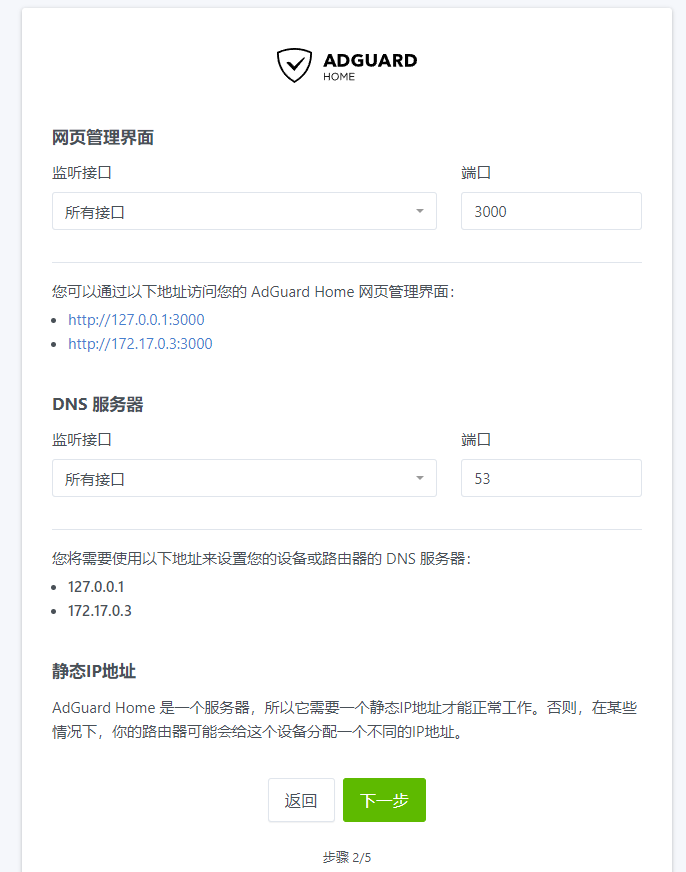 ADGUARD
HOME
网页管理界面
监听接口
端口
所有接口
3000
您可以通过以下地址访问您的 AdGuard Home 网页管理界面：
http://127.0.0.1:3000
http://172.17.0.3:3000
DNS 服务器
监听接口
端口
所有接口
53
您将需要使用以下地址来设置您的设备或路由器的 DNS 服务器：
127.0.0.1
172.17.0.3
静态IP地址
AdGuard Home 是一个服务器，所以它需要一个静态IP地址才能正常工作。否则，在某些
情况下，你的路由器可能会给这个设备分配一个不同的IP地址。
返回
下一步
步骤 2/5